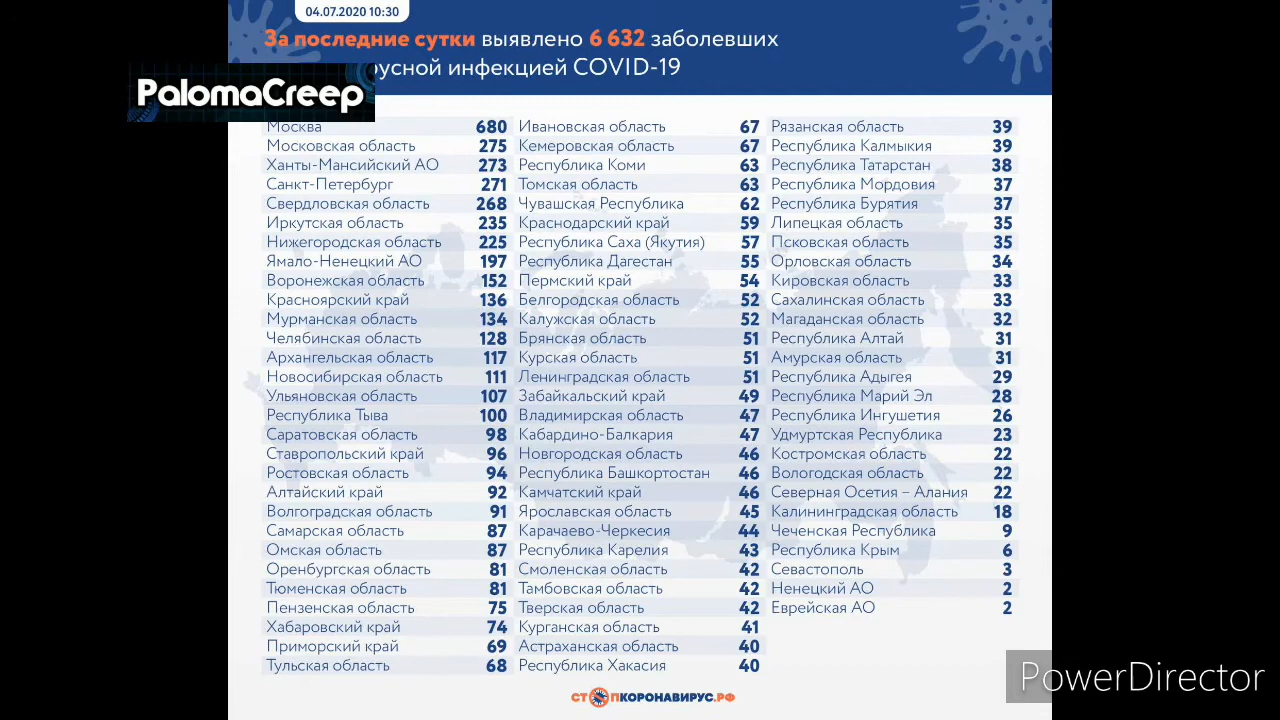 04.07.2020 10:30
За последние сутки выявлено 6 632 заболевших
русной инфекцией COVID-19
PalomaCreep
Москва 680
Московская область 275
Ханты-Мансийский АО 273
Санкт-Петербург 271
Свердловская область 268
Иркутская область 235
Нижегородская область 225
Ямало-Ненецкий АО 197
Воронежская область 152
Красноярский край 136
Мурманская область 134
Челябинская область 128
Архангельская область 117
Новосибирская область 111
Ульяновская область 107
Республика Тыва 100
Саратовская область 98
Ставропольский край 96
Ростовская область 94
Алтайский край 92
Волгоградская область 91
Самарская область 87
Омская область 87
Оренбургская область 81
Тюменская область 81
Пензенская область 75
Хабаровский край 74
Приморский край 69
Тульская область 68
Ивановская область 67
Кемеровская область 67
Республика Коми 63
Томская область 63
Чувашская Республика 62
Краснодарский край 59
Республика Саха (Якутия) 57
Республика Дагестан 55
Пермский край 54
Белгородская область 52
Калужская область 52
Брянская область 51
Курская область 51
Ленинградская область 51
Забайкальский край 49
Владимирская область 47
Кабардино-Балкария 47
Новгородская область 46
Республика Башкортостан 46
Камчатский край 46
Ярославская область 45
Карачаево-Черкесия 44
Республика Карелия 43
Смоленская область 42
Тамбовская область 42
Тверская область 42
Курганская область 41
Астраханская область 40
Республика Хакасия 40
Рязанская область 39
Республика Калмыкия 39
Республика Татарстан 38
Республика Мордовия 37
Республика Бурятия 37
Липецкая область 35
Псковская область 35
Орловская область 34
Кировская область 33
Сахалинская область 33
Магаданская область 32
Республика Алтай 31
Амурская область 31
Республика Адыгея 29
Республика Марий Эл 28
Республика Ингушетия 26
Удмуртская Республика 23
Костромская область 22
Вологодская область 22
Северная Осетия – Алания 22
Калининградская область 18
Чеченская Республика 9
Республика Крым 6
Севастополь 3
Ненецкий АО 2
Еврейская АО 2
СТОПКОРОНАВИРУС.РФ
PowerDirector